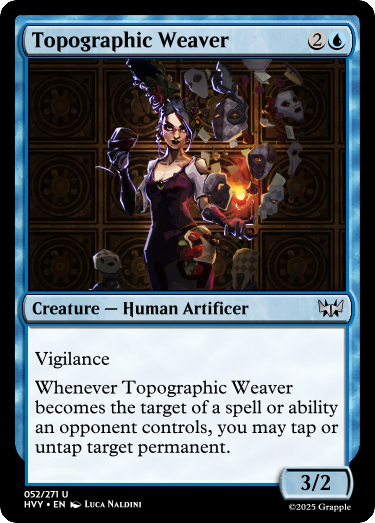 Topographic Weaver 2
Creature — Human Artificer
Vigilance
Whenever Topographic Weaver
becomes the target of a spell or ability
an opponent controls, you may tap or
untap target permanent.
3/2
052/271 U
HVY • EN Luca Naldini
©2025 Grapple